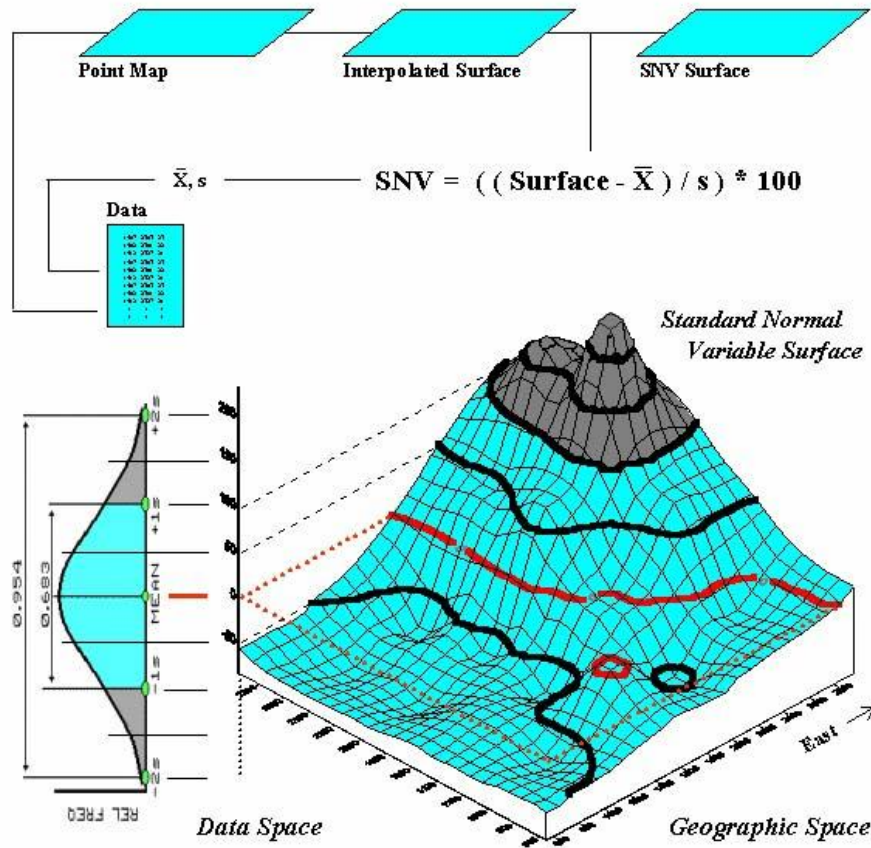 Point Map
Interpolated Surface
SNV Surface
X̄, s
SNV = ( ( Surface - X̄ ) / s ) * 100
Data
Standard Normal
Variable Surface
+2s
+1s
MEAN
-1s
-2s
0.954
0.683
REL FREQ
200
150
100
50
0
-50
East
Data Space
Geographic Space